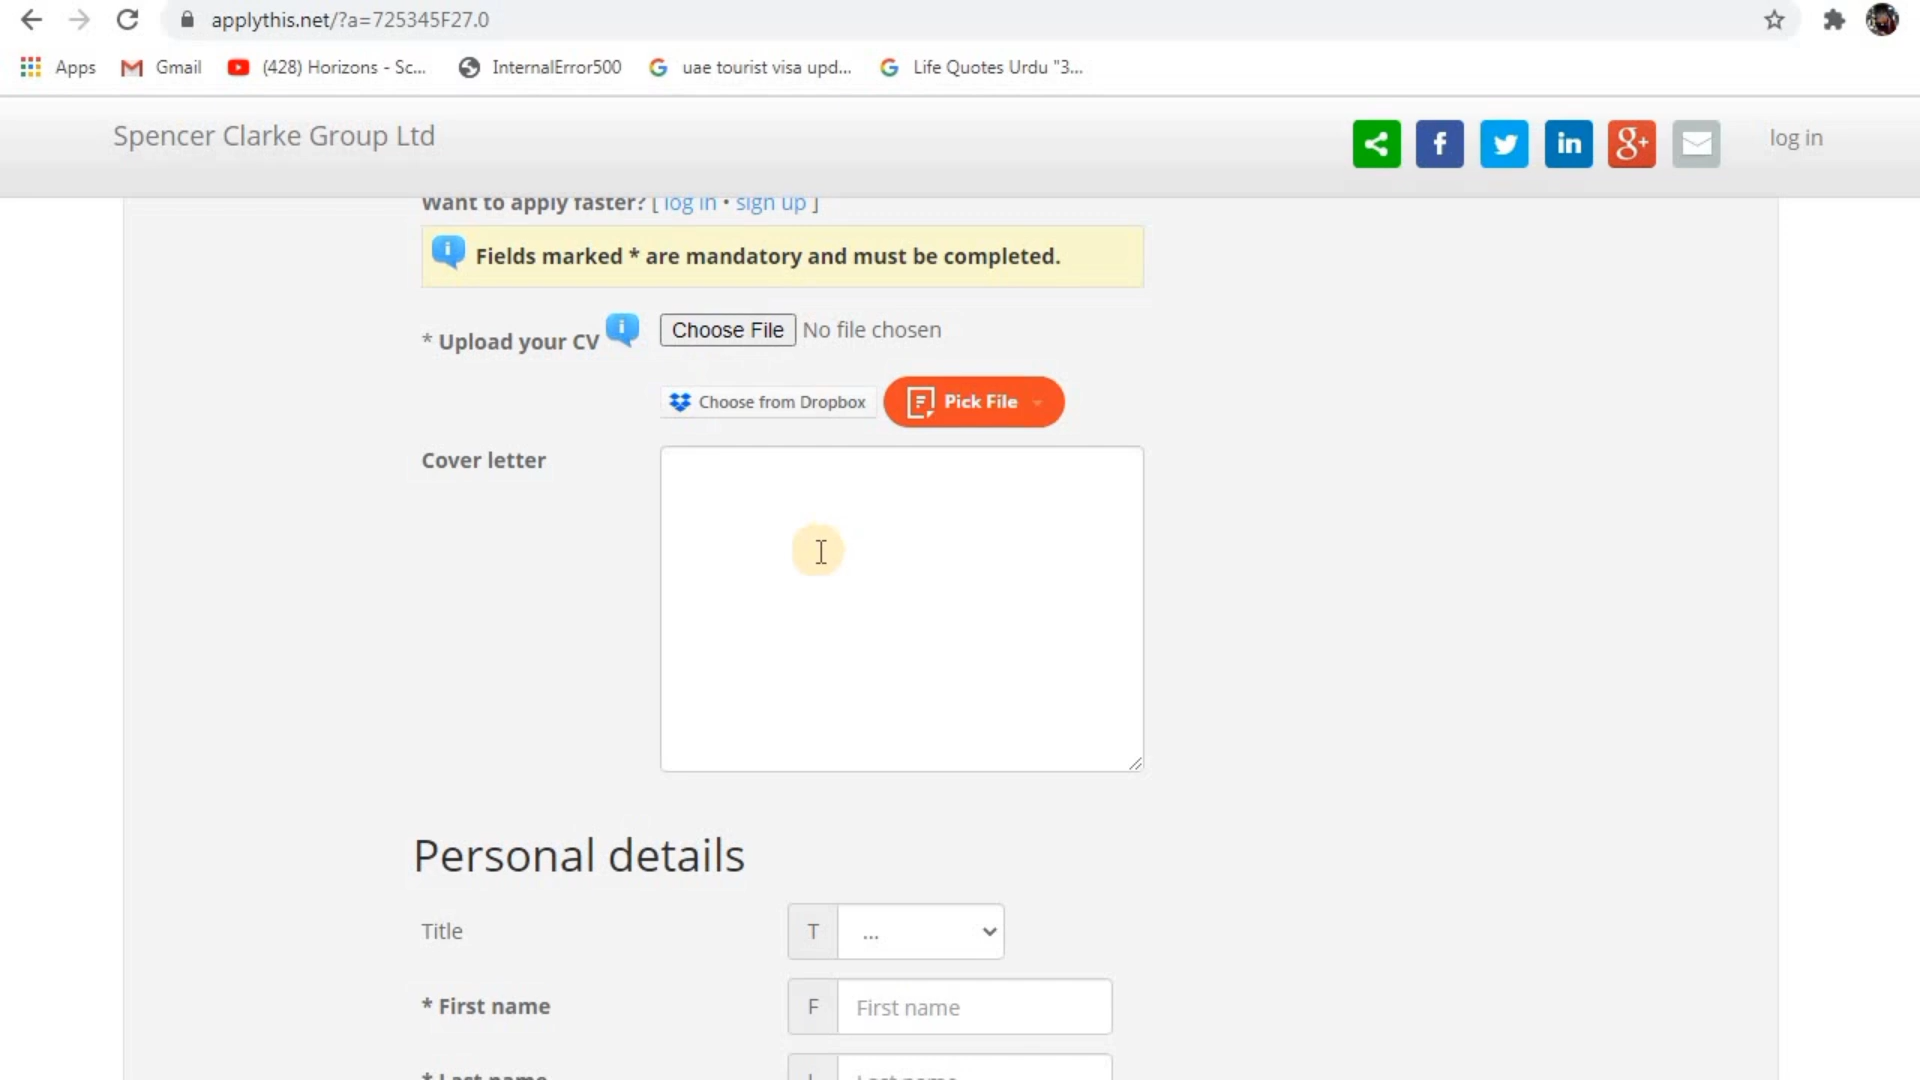 applythis.net/?a=725345F27.0
Apps Gmail (428) Horizons - Sc... InternalError500 uae tourist visa upd... Life Quotes Urdu "3...
Spencer Clarke Group Ltd
f in g+ log in
Want to apply faster? [ log in • sign up ]
i Fields marked * are mandatory and must be completed.
* Upload your CV i Choose File No file chosen
Choose from Dropbox Pick File
Cover letter
Personal details
Title T ...
* First name F First name
* Last name L Last name